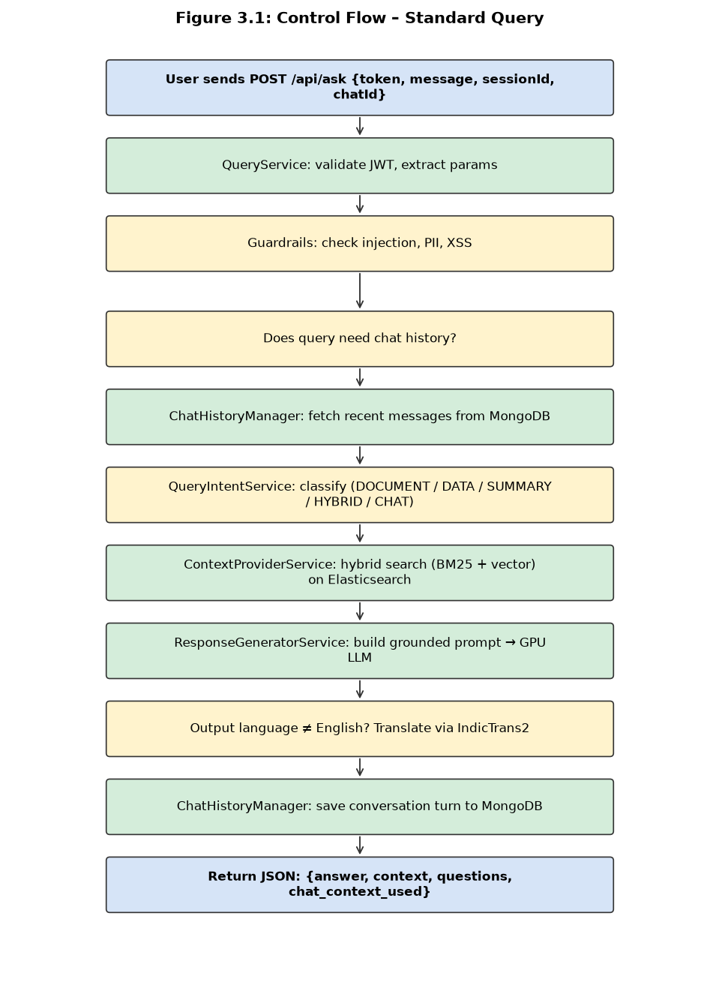 Figure 3.1: Control Flow – Standard Query
User sends POST /api/ask {token, message, sessionId,
chatId}
QueryService: validate JWT, extract params
Guardrails: check injection, PII, XSS
Does query need chat history?
ChatHistoryManager: fetch recent messages from MongoDB
QueryIntentService: classify (DOCUMENT / DATA / SUMMARY
/ HYBRID / CHAT)
ContextProviderService: hybrid search (BM25 + vector)
on Elasticsearch
ResponseGeneratorService: build grounded prompt → GPU
LLM
Output language ≠ English? Translate via IndicTrans2
ChatHistoryManager: save conversation turn to MongoDB
Return JSON: {answer, context, questions,
chat_context_used}